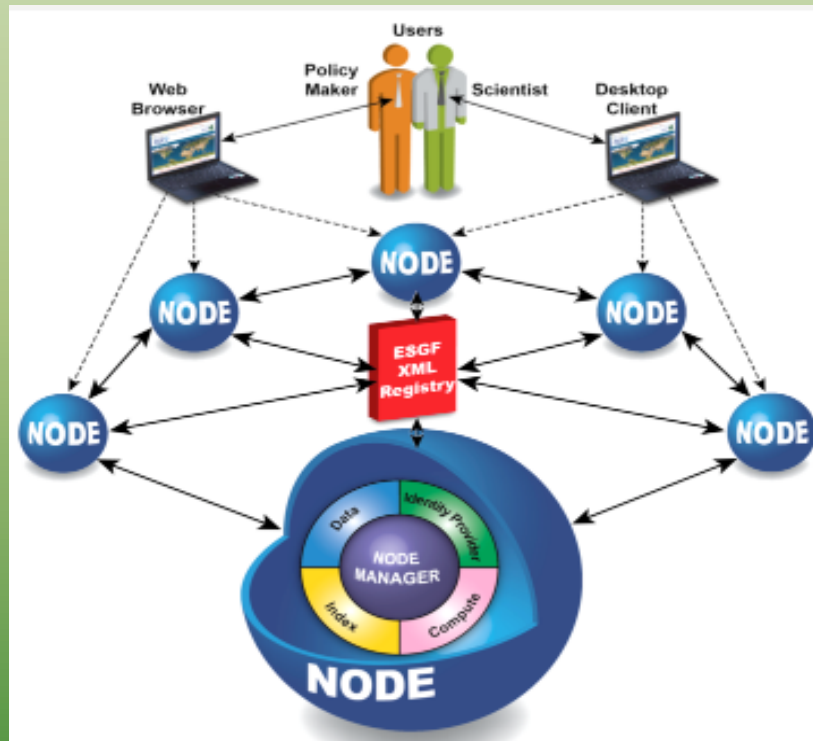 Users
Policy
Maker
Scientist
Web
Browser
Desktop
Client
NODE
NODE
NODE
ESGF
XML
Registry
NODE
NODE
Data
Identity Provider
NODE
MANAGER
Index
Compute
NODE